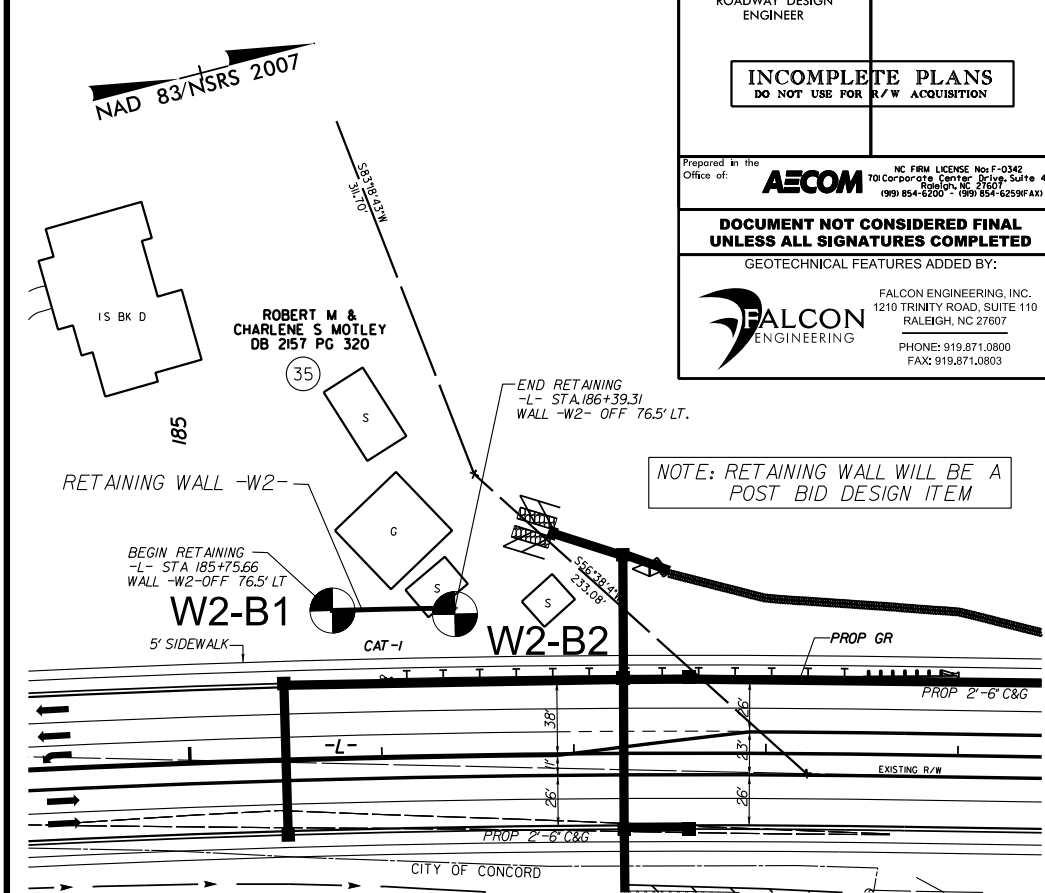 ROADWAY DESIGN
ENGINEER
INCOMPLETE PLANS
DO NOT USE FOR R/W ACQUISITION
Prepared in the
Office of:
AECOM
NC FIRM LICENSE No: F-0342
701 Corporate Center Drive, Suite 4
Raleigh, NC 27607
(919) 854-6200 - (919) 854-6259(FAX)
DOCUMENT NOT CONSIDERED FINAL
UNLESS ALL SIGNATURES COMPLETED
GEOTECHNICAL FEATURES ADDED BY:
FALCON
ENGINEERING
FALCON ENGINEERING, INC.
1210 TRINITY ROAD, SUITE 110
RALEIGH, NC 27607
PHONE: 919.871.0800
FAX: 919.871.0803
NAD 83/NSRS 2007
S83°18'43"W
311.70'
1S BK D
ROBERT M &
CHARLENE S MOTLEY
DB 2157 PG 320
35
S
185
END RETAINING
-L- STA.186+39.31
WALL -W2- OFF 76.5' LT.
RETAINING WALL -W2-
NOTE: RETAINING WALL WILL BE A
POST BID DESIGN ITEM
G
BEGIN RETAINING
-L- STA 185+75.66
WALL -W2-OFF 76.5' LT
S
S
233.08'
W2-B1
W2-B2
5' SIDEWALK
CAT-1
PROP GR
PROP 2'-6" C&G
38'
26'
-L-
11'
23'
EXISTING R/W
26'
26'
PROP 2'-6" C&G
CITY OF CONCORD